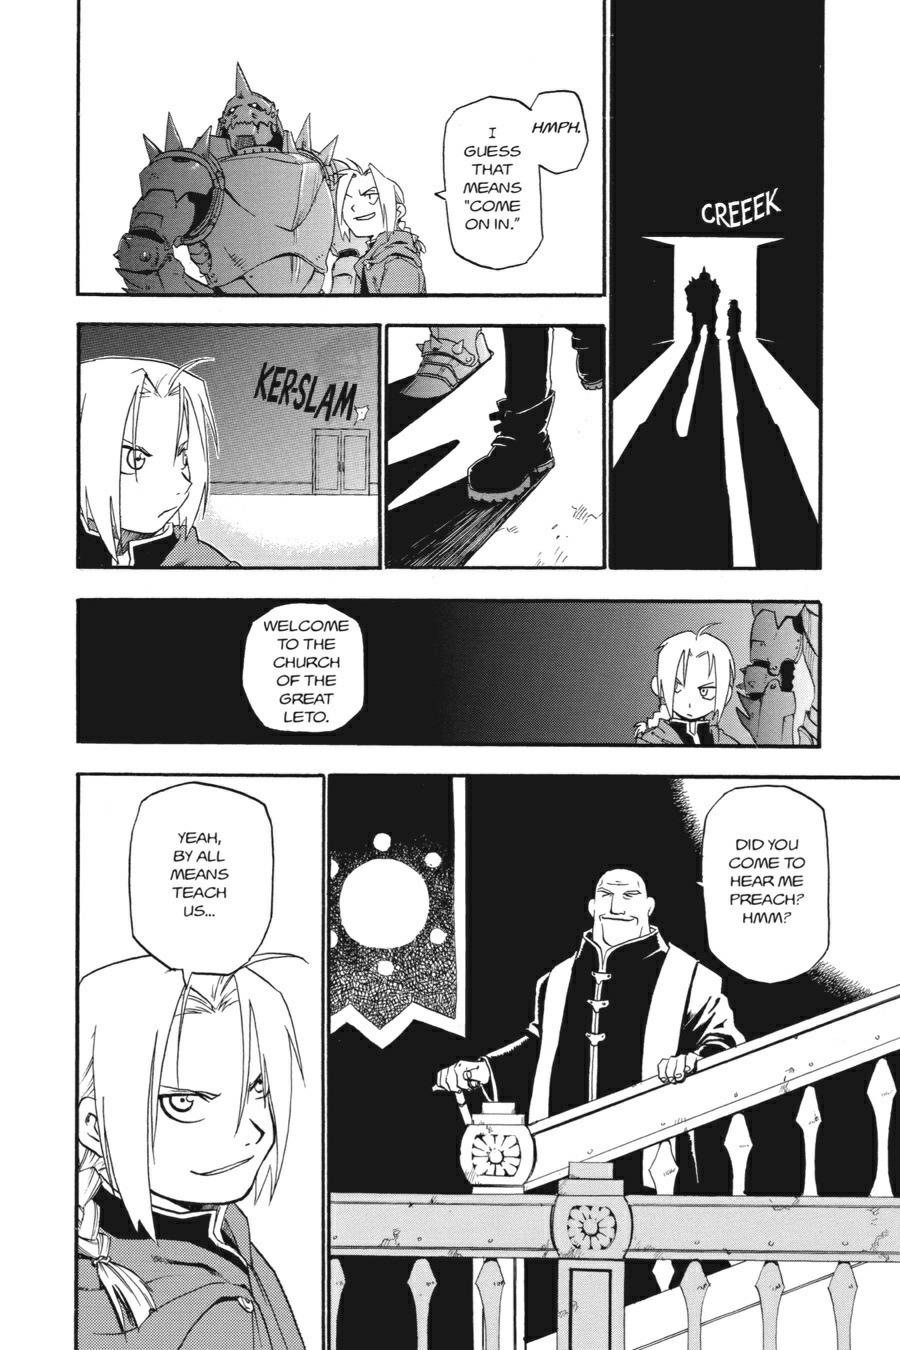 CREEEK
HMPH.
I
GUESS
THAT
MEANS
"COME
ON IN."
KER-SLAM
WELCOME
TO THE
CHURCH
OF THE
GREAT
LETO.
DID YOU
COME TO
HEAR ME
PREACH?
HMM?
YEAH,
BY ALL
MEANS
TEACH
US...